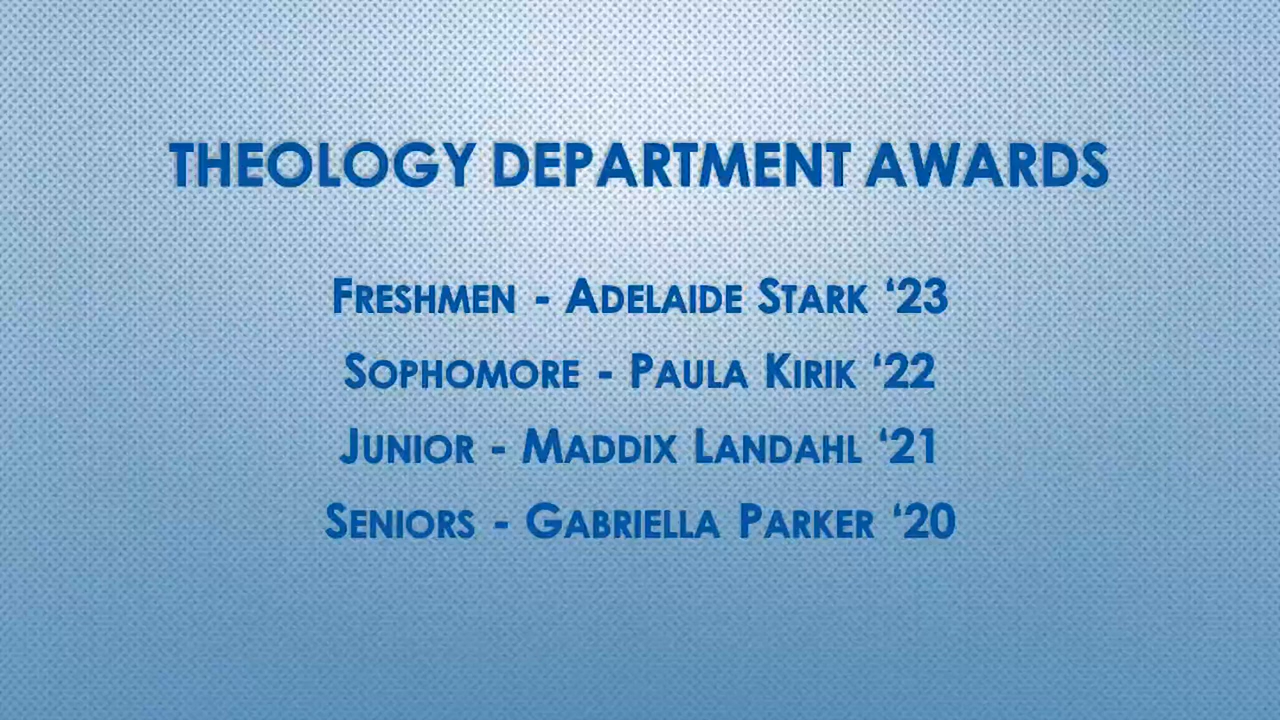 THEOLOGY DEPARTMENT AWARDS
FRESHMEN - ADELAIDE STARK ‘23
SOPHOMORE - PAULA KIRIK ‘22
JUNIOR - MADDIX LANDAHL ‘21
SENIORS - GABRIELLA PARKER ‘20